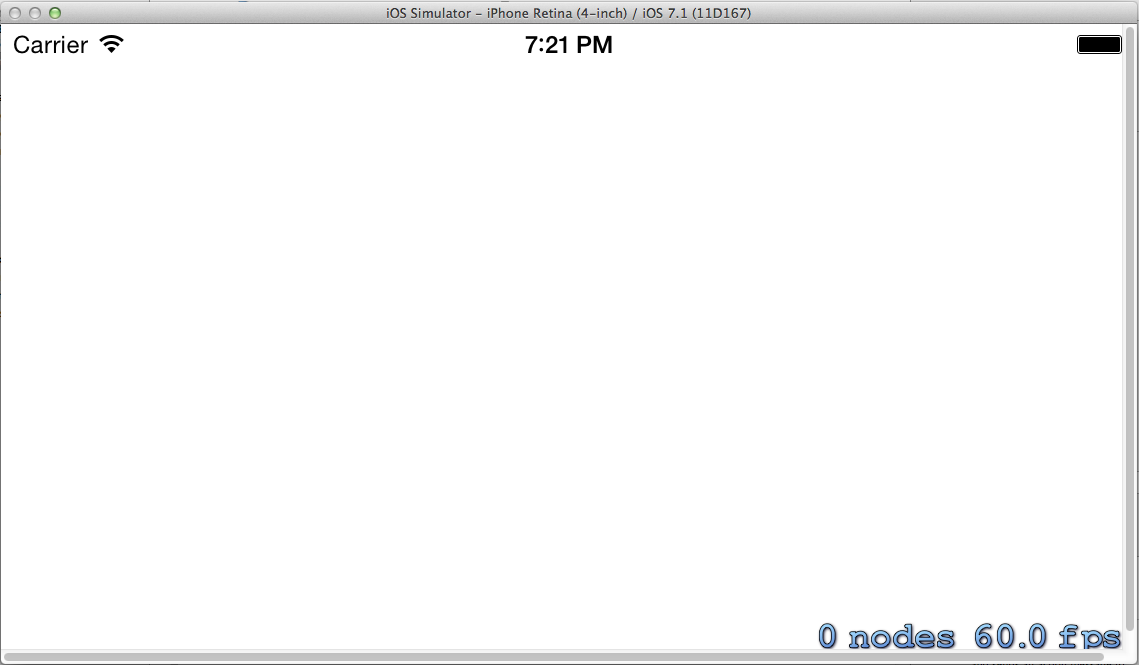 iOS Simulator - iPhone Retina (4-inch) / iOS 7.1 (11D167)
Carrier 7:21 PM
0 nodes 60.0 fps